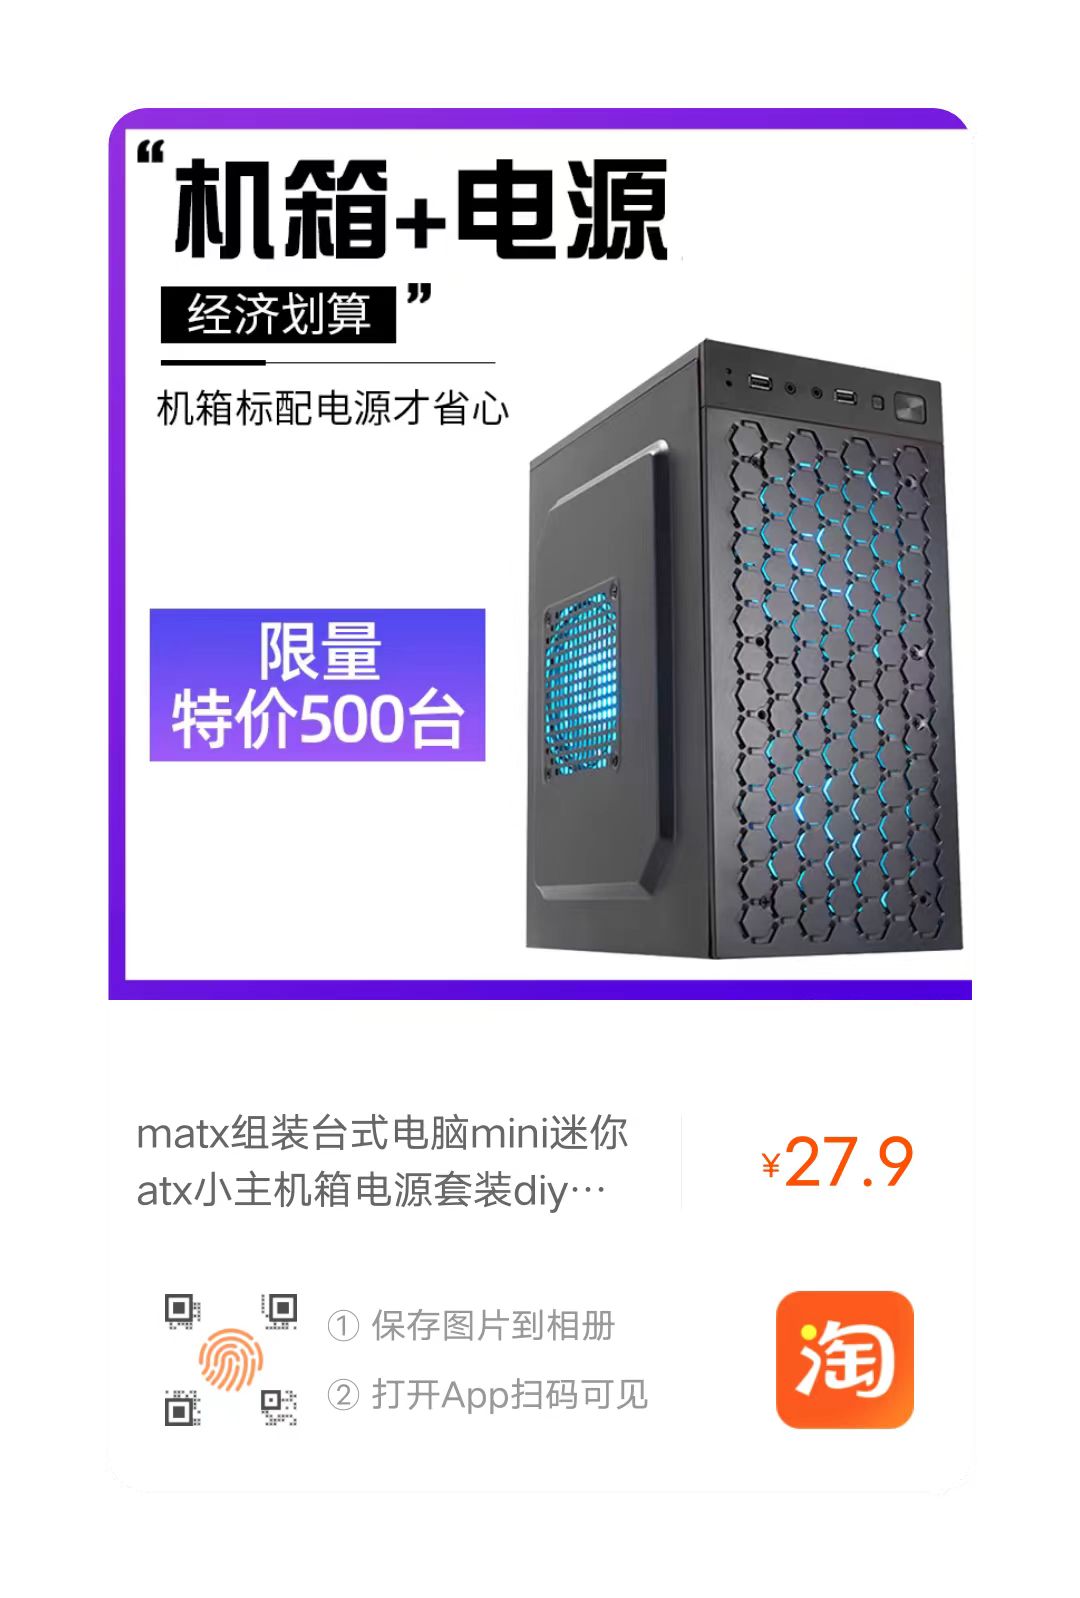 “机箱+电源
经济划算”
机箱标配电源才省心
限量
特价500台
matx组装台式电脑mini迷你
atx小主机箱电源套装diy…
¥27.9
① 保存图片到相册
② 打开App扫码可见
淘